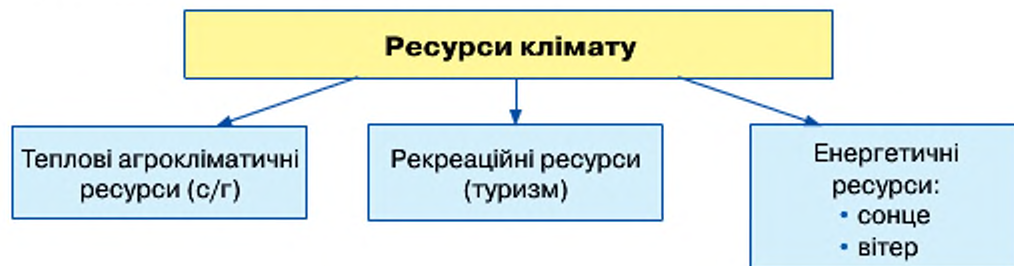 Ресурси клімату
Теплові агрокліматичні
ресурси (с/г)
Рекреаційні ресурси
(туризм)
Енергетичні
ресурси:
• сонце
• вітер